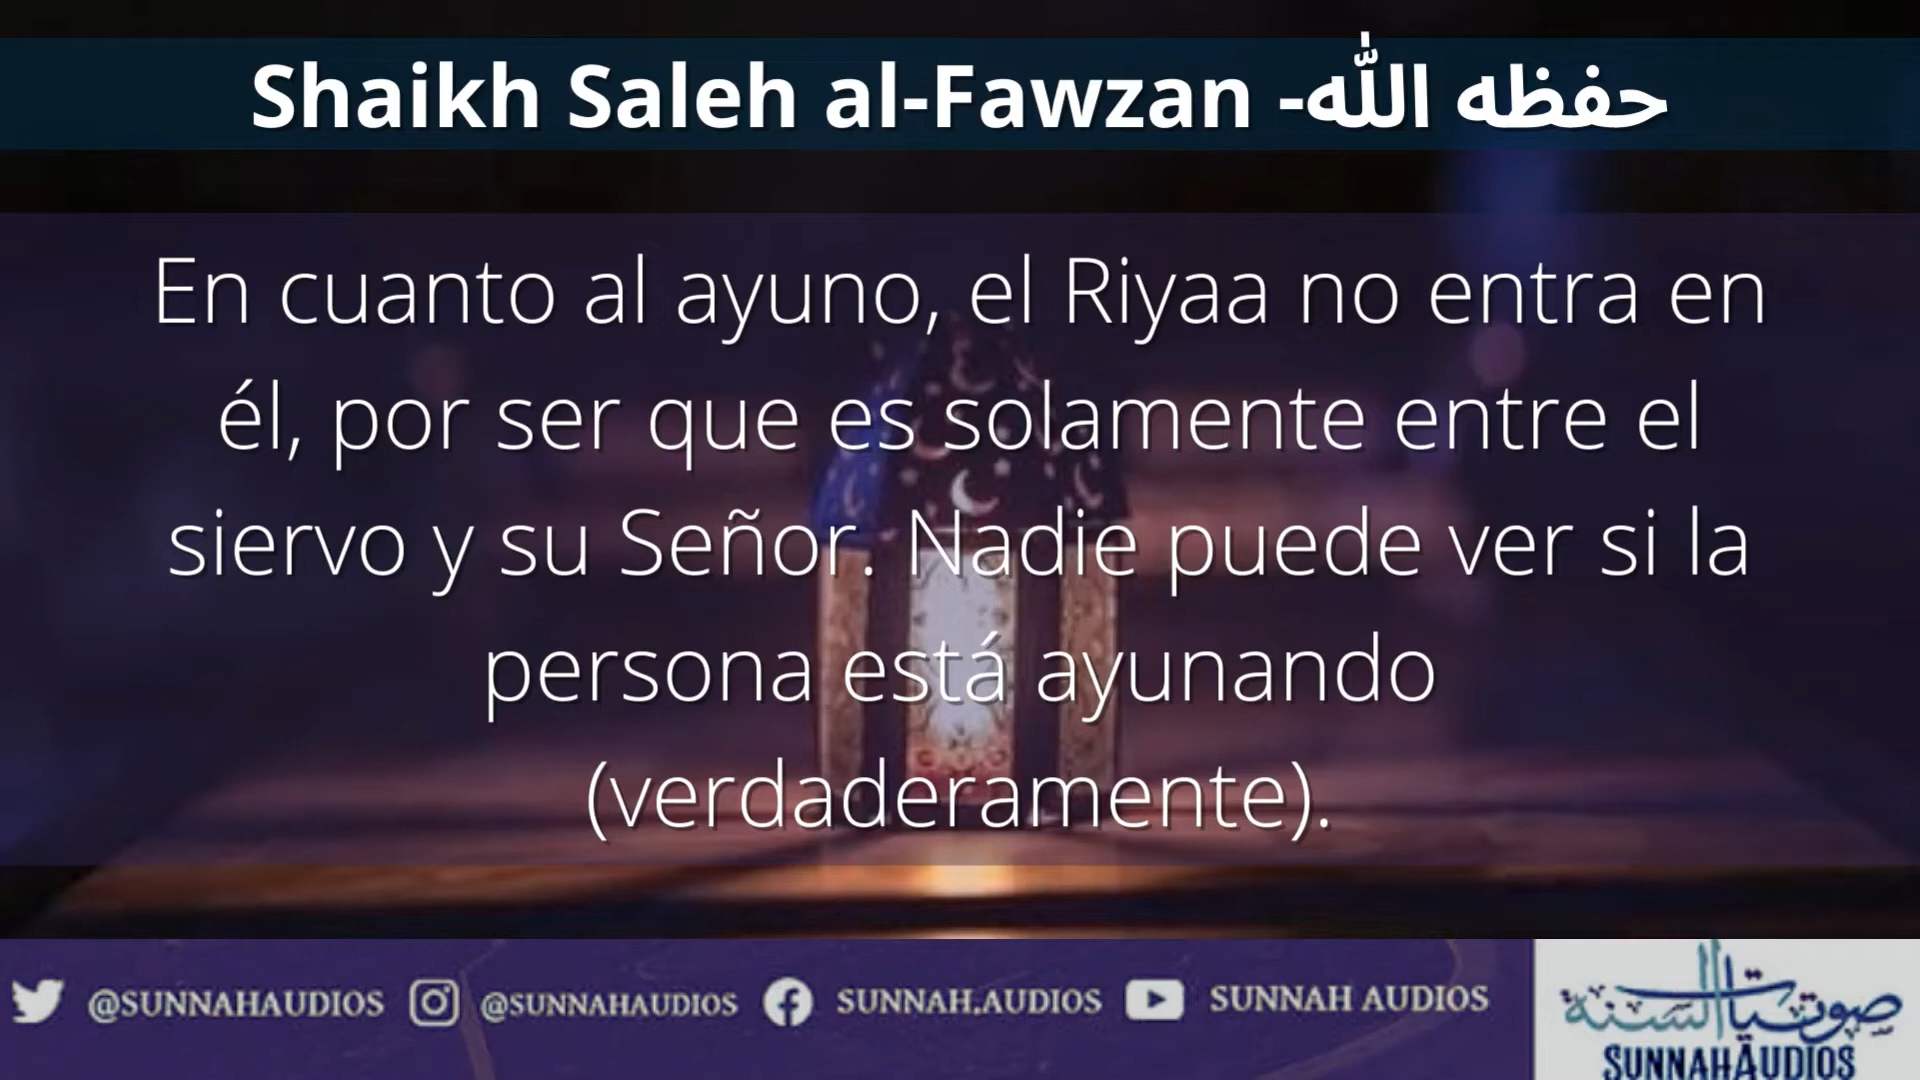 Shaikh Saleh al-Fawzan -حفظه الله
En cuanto al ayuno, el Riyaa no entra en
él, por ser que es solamente entre el
siervo y su Señor. Nadie puede ver si la
persona está ayunando
(verdaderamente).
@SUNNAHAUDIOS @SUNNAHAUDIOS SUNNAH.AUDIOS SUNNAH AUDIOS
صوتيات السنة
SUNNAHAUDIOS